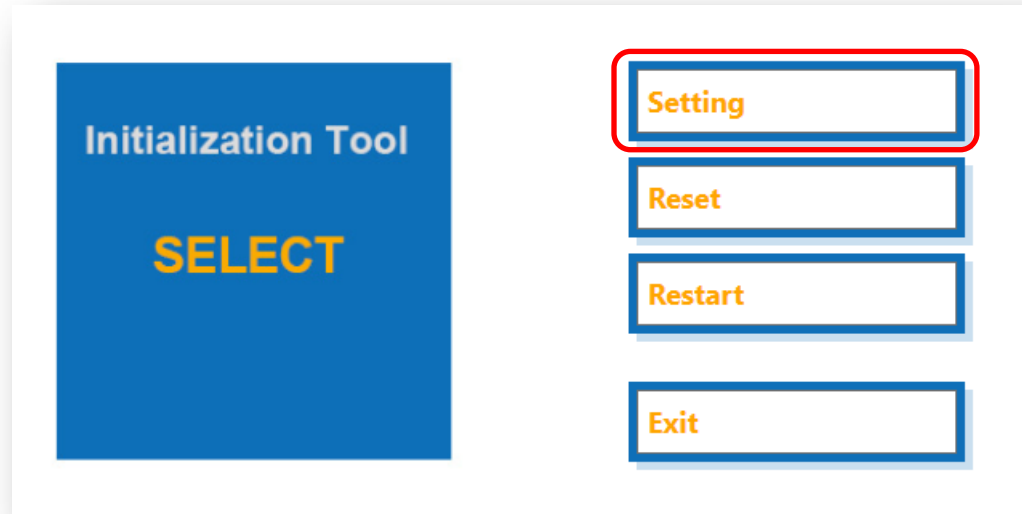 Initialization Tool
SELECT
Setting
Reset
Restart
Exit